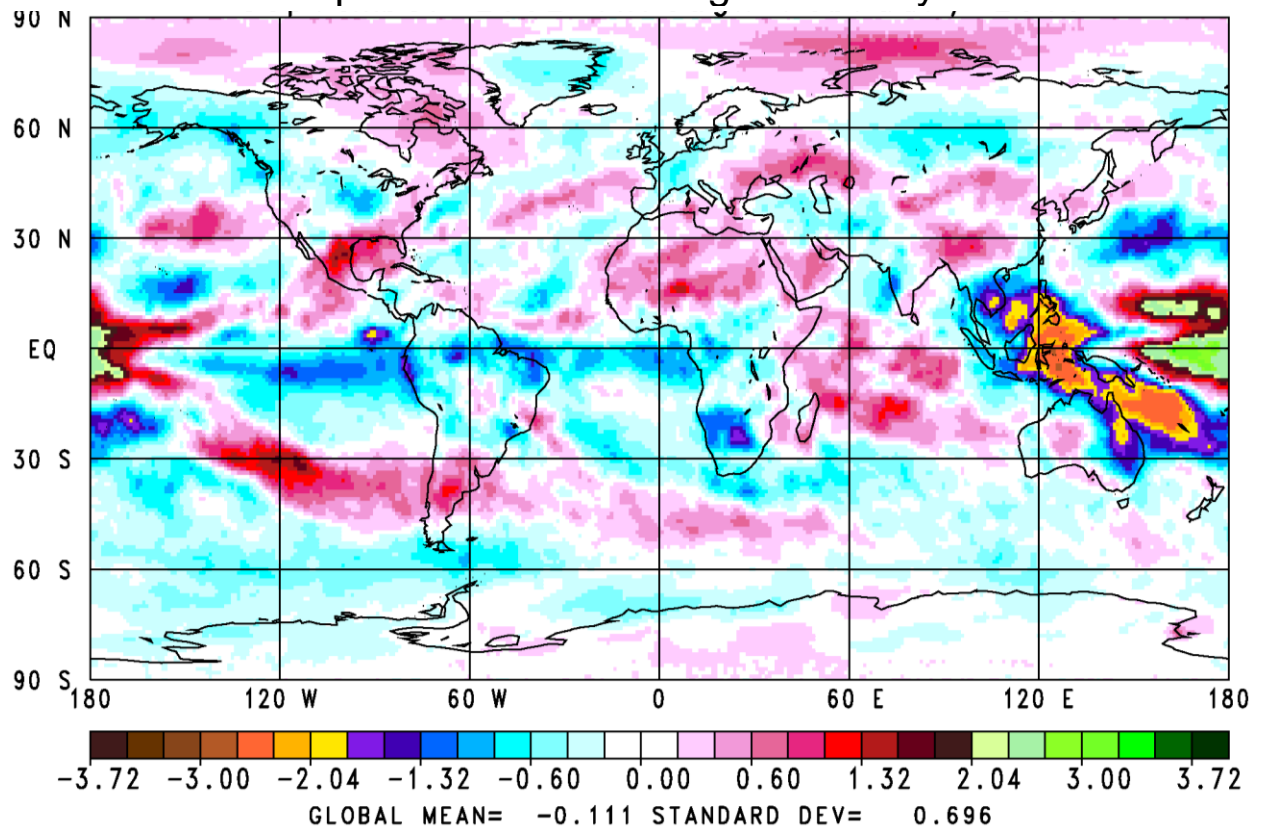 90 N
60 N
30 N
EQ
30 S
60 S
90 S
180 120 W 60 W 0 60 E 120 E 180
-3.72 -3.00 -2.04 -1.32 -0.60 0.00 0.60 1.32 2.04 3.00 3.72
GLOBAL MEAN= -0.111 STANDARD DEV= 0.696